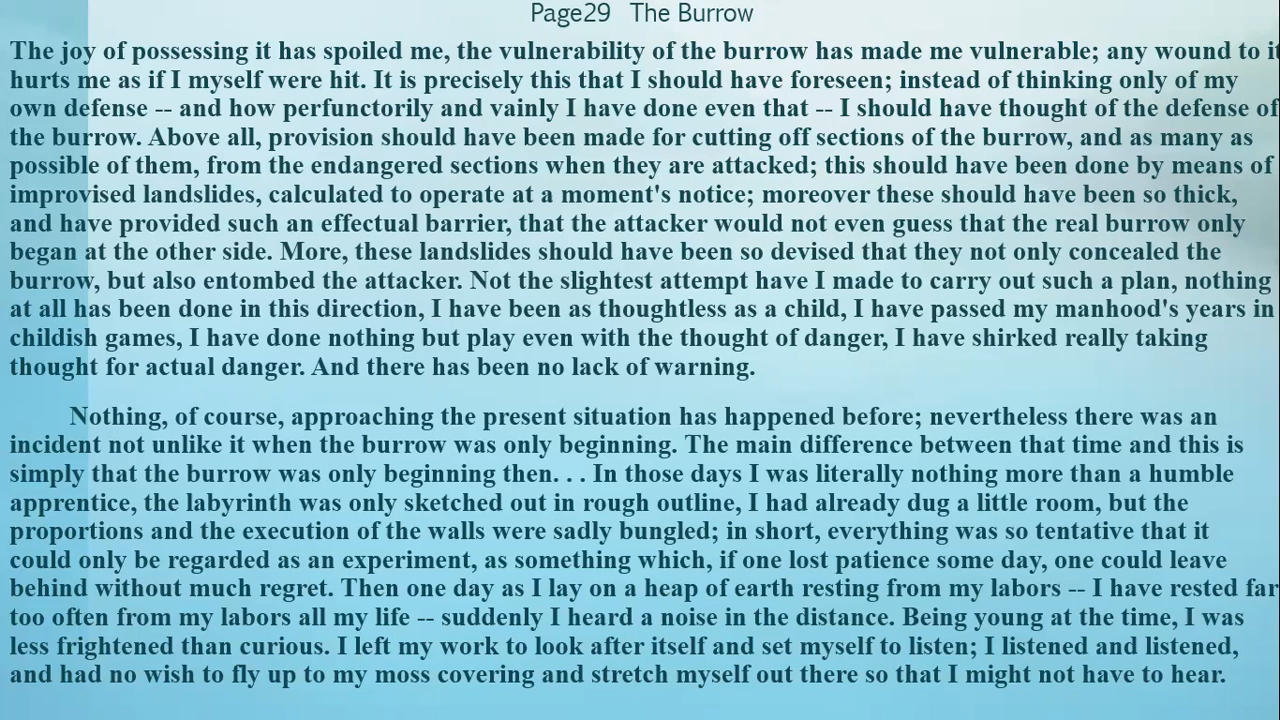 Page29 The Burrow
The joy of possessing it has spoiled me, the vulnerability of the burrow has made me vulnerable; any wound to it
hurts me as if I myself were hit. It is precisely this that I should have foreseen; instead of thinking only of my
own defense -- and how perfunctorily and vainly I have done even that -- I should have thought of the defense of
the burrow. Above all, provision should have been made for cutting off sections of the burrow, and as many as
possible of them, from the endangered sections when they are attacked; this should have been done by means of
improvised landslides, calculated to operate at a moment's notice; moreover these should have been so thick,
and have provided such an effectual barrier, that the attacker would not even guess that the real burrow only
began at the other side. More, these landslides should have been so devised that they not only concealed the
burrow, but also entombed the attacker. Not the slightest attempt have I made to carry out such a plan, nothing
at all has been done in this direction, I have been as thoughtless as a child, I have passed my manhood's years in
childish games, I have done nothing but play even with the thought of danger, I have shirked really taking
thought for actual danger. And there has been no lack of warning.
Nothing, of course, approaching the present situation has happened before; nevertheless there was an
incident not unlike it when the burrow was only beginning. The main difference between that time and this is
simply that the burrow was only beginning then. . . In those days I was literally nothing more than a humble
apprentice, the labyrinth was only sketched out in rough outline, I had already dug a little room, but the
proportions and the execution of the walls were sadly bungled; in short, everything was so tentative that it
could only be regarded as an experiment, as something which, if one lost patience some day, one could leave
behind without much regret. Then one day as I lay on a heap of earth resting from my labors -- I have rested far
too often from my labors all my life -- suddenly I heard a noise in the distance. Being young at the time, I was
less frightened than curious. I left my work to look after itself and set myself to listen; I listened and listened,
and had no wish to fly up to my moss covering and stretch myself out there so that I might not have to hear.